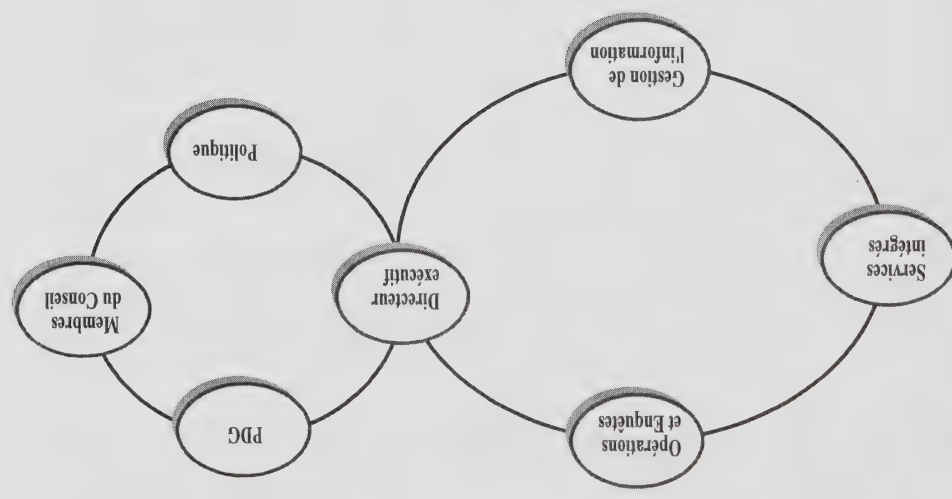 Opérations
et Enquêtes
PDG
Services
intégrés
Directeur
exécutif
Membres
du Conseil
Politique
Gestion de
l'information